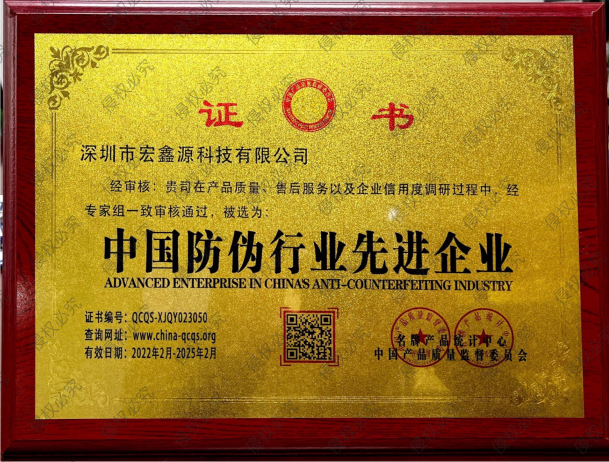 证 书
深圳市宏鑫源科技有限公司
经审核：贵司在产品质量、售后服务以及企业信用度调研过程中，经
专家组一致审核通过，被选为：
中国防伪行业先进企业
ADVANCED ENTERPRISE IN CHINA'S ANTI-COUNTERFEITING INDUSTRY
证书编号：QCQS-XJQY023050
查询网址：www.china-qcqs.org
有效日期：2022年2月-2025年2月
名牌产品统计中心
中国产品质量监督委员会
侵权必究